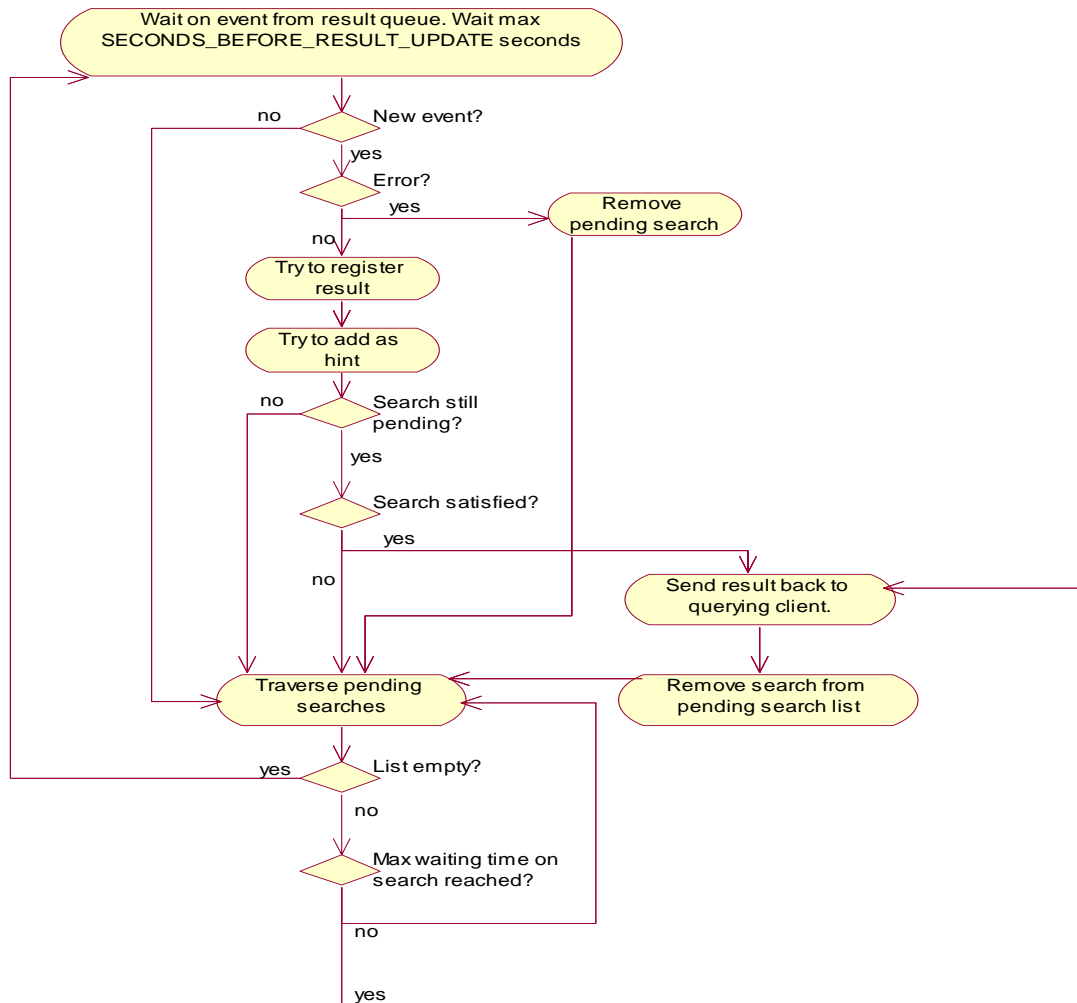 Wait on event from result queue. Wait max
SECONDS_BEFORE_RESULT_UPDATE seconds
no
New event?
yes
Error?
yes
Remove
pending search
no
Try to register
result
Try to add as
hint
no
Search still
pending?
yes
Search satisfied?
yes
no
Send result back to
querying client.
Traverse pending
searches
Remove search from
pending search list
yes
List empty?
no
Max waiting time on
search reached?
no
yes